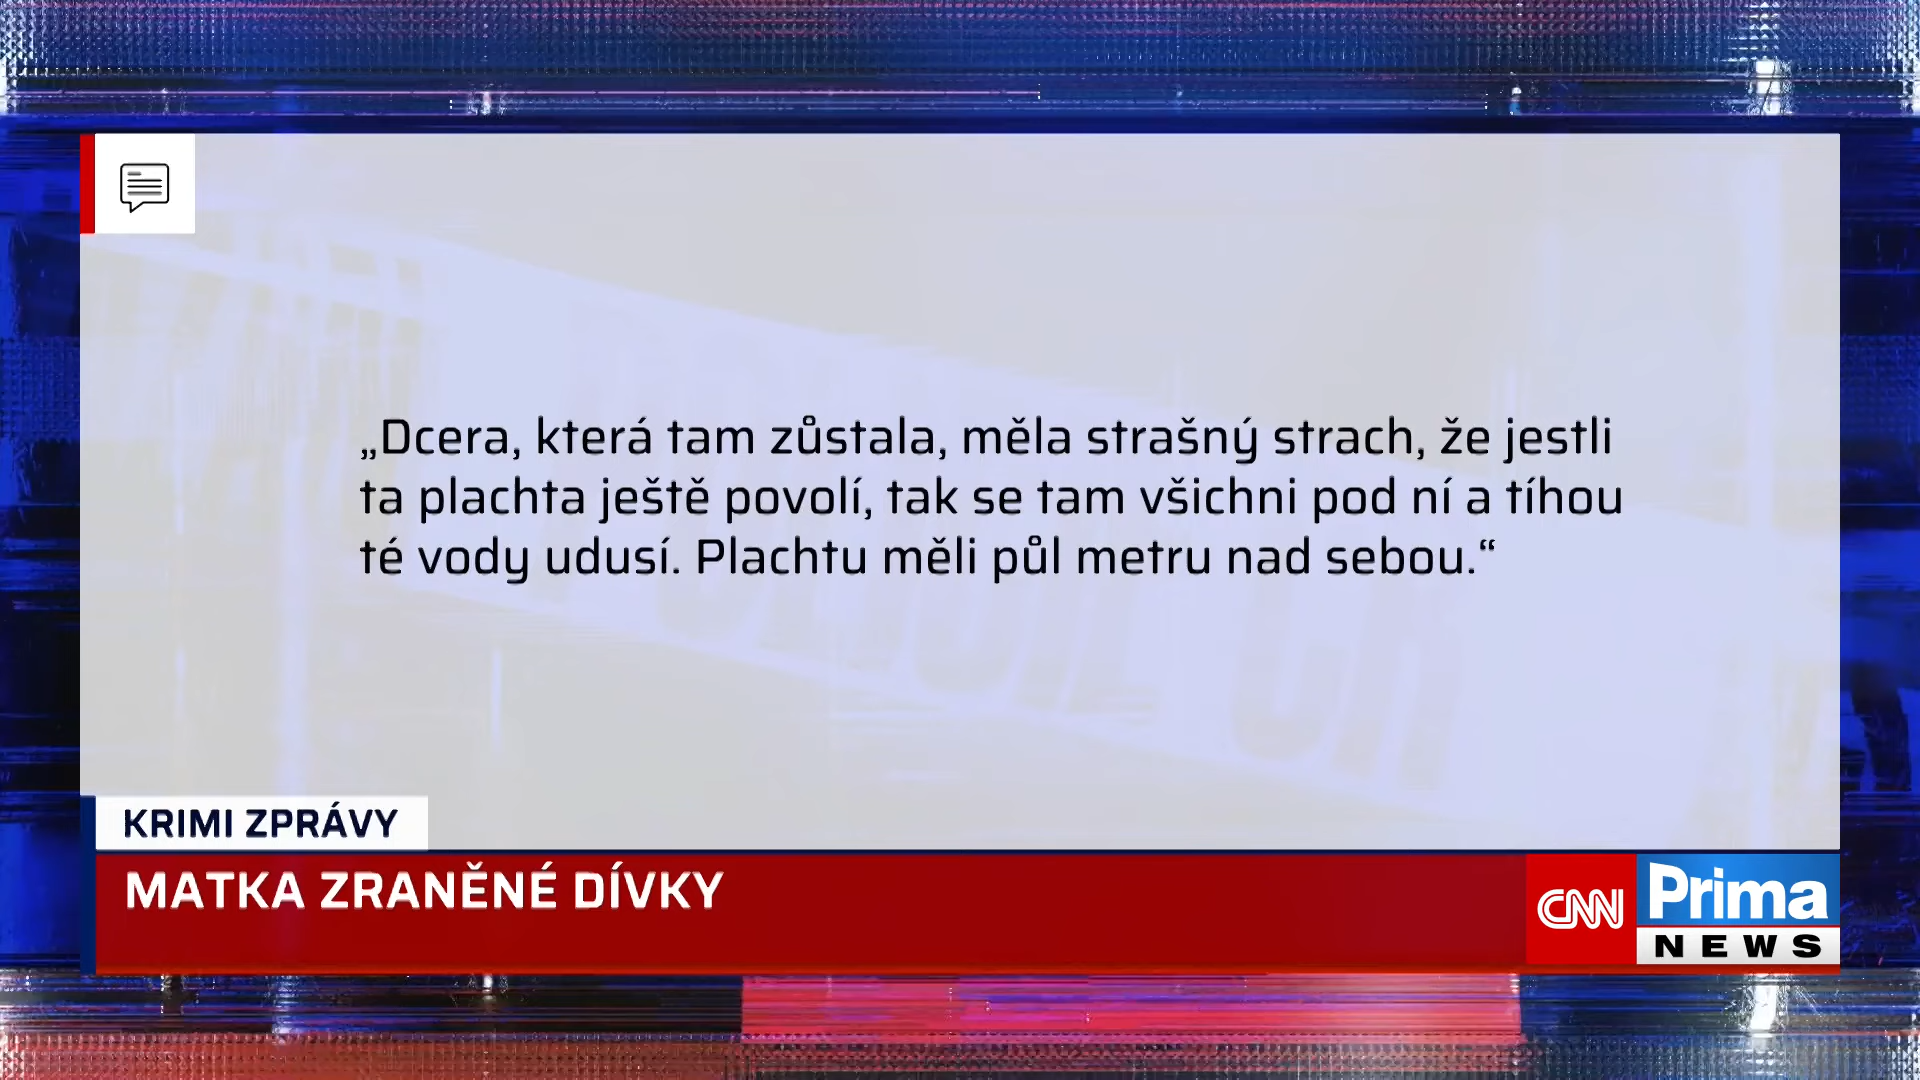 „Dcera, která tam zůstala, měla strašný strach, že jestli
ta plachta ještě povolí, tak se tam všichni pod ní a tíhou
té vody udusí. Plachtu měli půl metru nad sebou.“
KRIMI ZPRÁVY
MATKA ZRANĚNÉ DÍVKY
CNN Prima
NEWS